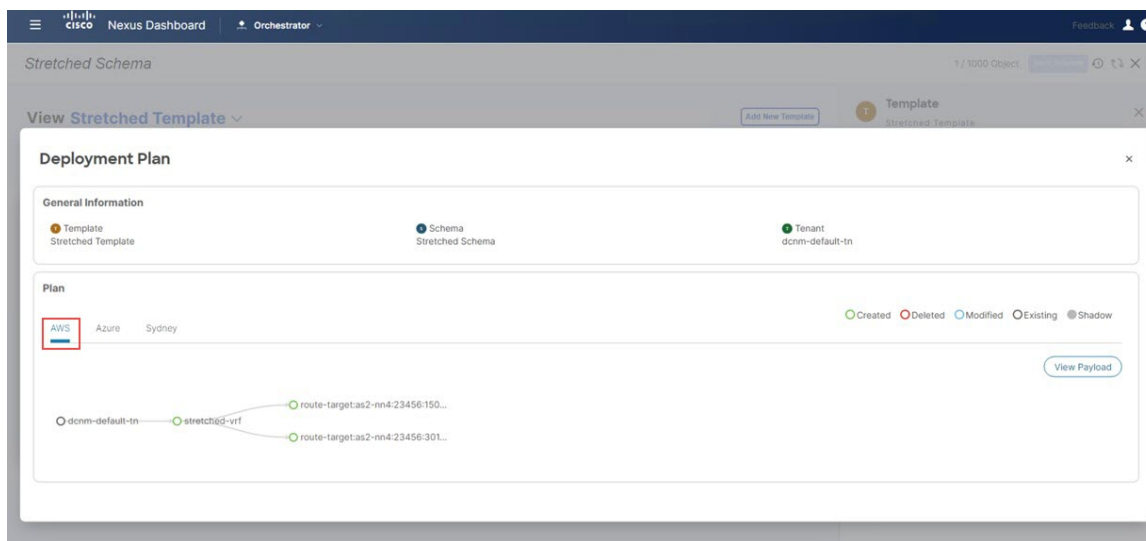 CISCO Nexus Dashboard Orchestrator Feedback
Stretched Schema 1 / 1000 Object
View Stretched Template Add New Template T Template
Stretched Template
Deployment Plan
General Information
T Template S Schema T Tenant
Stretched Template Stretched Schema dcnm-default-tn
Plan
Created Deleted Modified Existing Shadow
AWS Azure Sydney
View Payload
route-target:as2-nn4:23456:150...
dcnm-default-tn stretched-vrf
route-target:as2-nn4:23456:301...